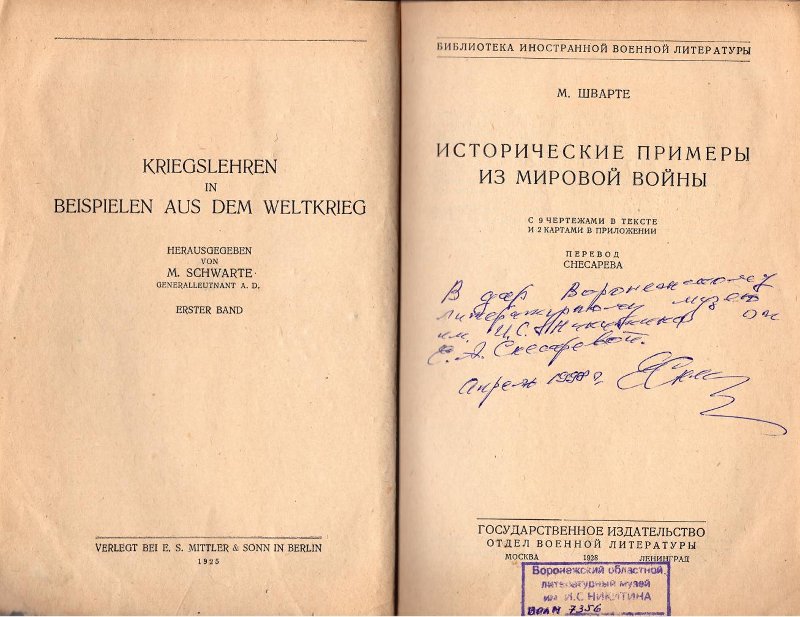 KRIEGSLEHREN
IN
BEISPIELEN AUS DEM WELTKRIEG
HERAUSGEGEBEN
VON
M. SCHWARTE
GENERALLEUTNANT A. D.
ERSTER BAND
VERLEGT BEI E. S. MITTLER & SONN IN BERLIN
1925
БИБЛИОТЕКА ИНОСТРАННОЙ ВОЕННОЙ ЛИТЕРАТУРЫ
М. ШВАРТЕ
ИСТОРИЧЕСКИЕ ПРИМЕРЫ
ИЗ МИРОВОЙ ВОЙНЫ
С 9 ЧЕРТЕЖАМИ В ТЕКСТЕ
И 2 КАРТАМИ В ПРИЛОЖЕНИИ
ПЕРЕВОД
СНЕСАРЕВА
В дар Воронежскому
литературному музею
им. И.С. Никитина от
Е. А. Снесаревой.
Апрель г.
ГОСУДАРСТВЕННОЕ ИЗДАТЕЛЬСТВО
ОТДЕЛ ВОЕННОЙ ЛИТЕРАТУРЫ
МОСКВА 1928 ЛЕНИНГРАД
Воронежский областной
литературный музей
им. И.С НИКИТИНА
ВОЛМ 7356